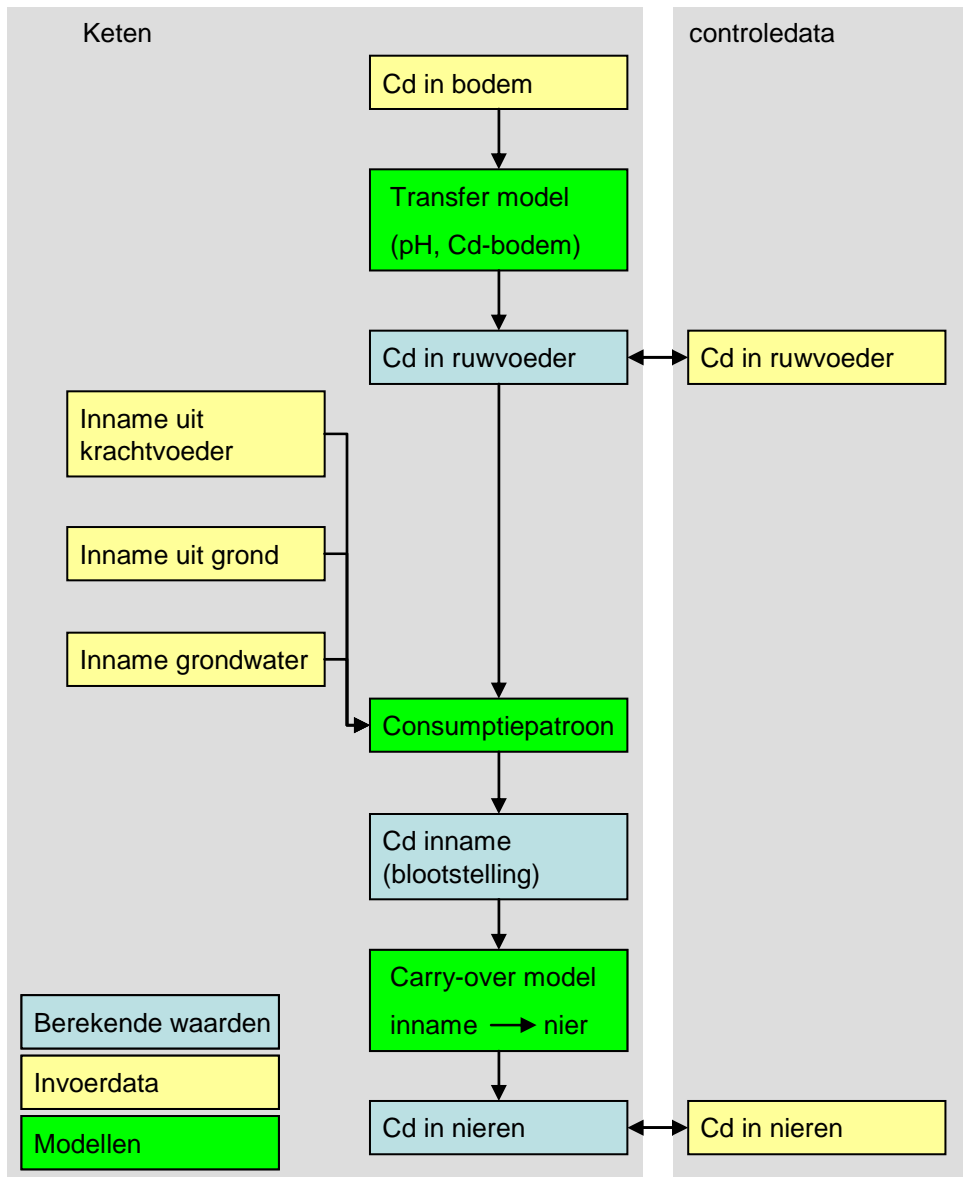 Keten
controledata
Cd in bodem
Transfer model
(pH, Cd-bodem)
Cd in ruwvoeder
Cd in ruwvoeder
Inname uit
krachtvoeder
Inname uit grond
Inname grondwater
Consumptiepatroon
Cd inname
(blootstelling)
Carry-over model
inname → nier
Berekende waarden
Invoerdata
Modellen
Cd in nieren
Cd in nieren